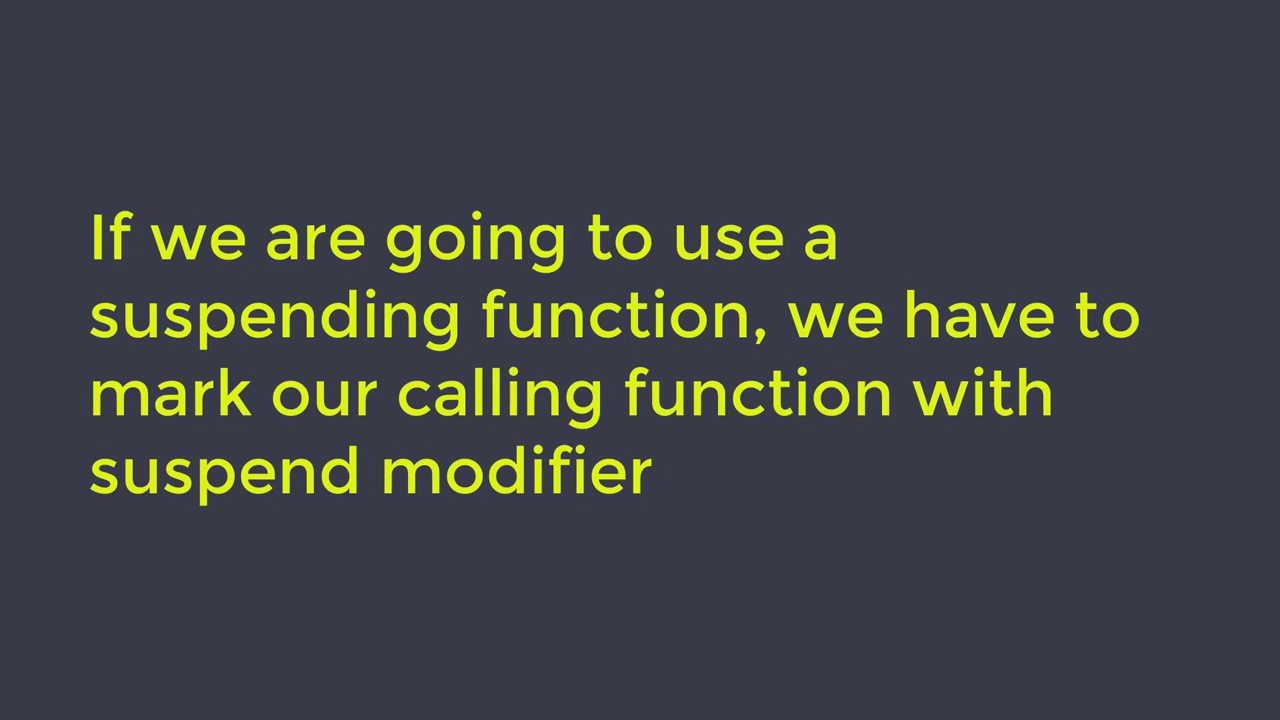 If we are going to use a
suspending function, we have to
mark our calling function with
suspend modifier